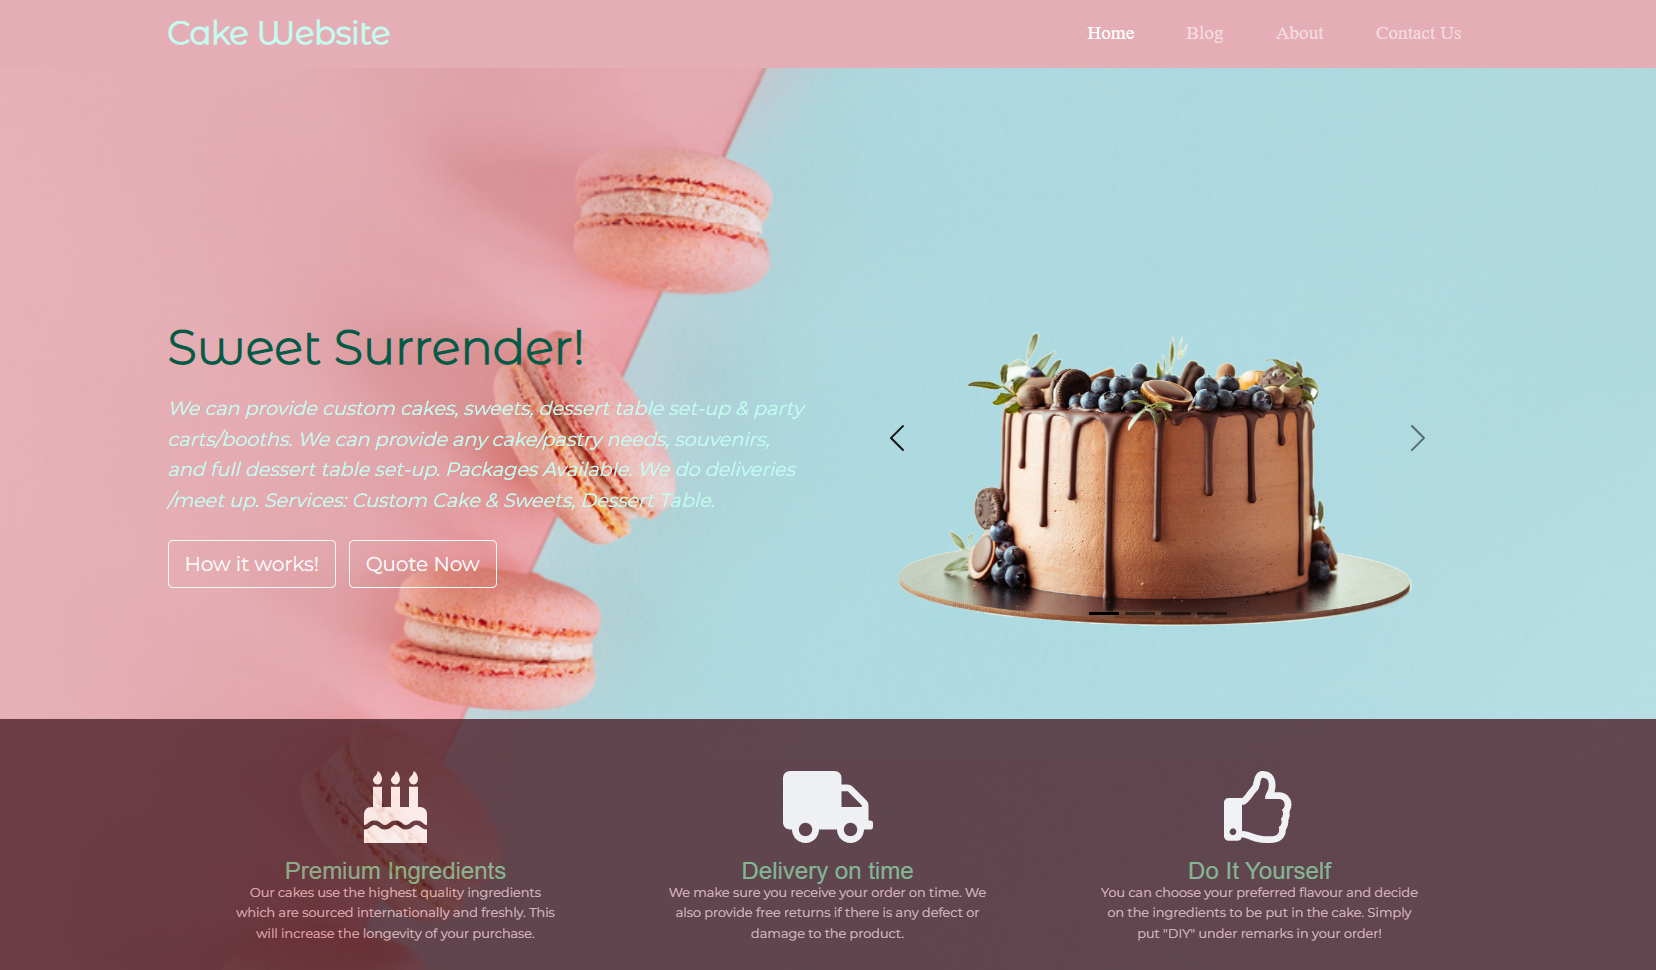 Cake Website
Home Blog About Contact Us
Sweet Surrender!
We can provide custom cakes, sweets, dessert table set-up & party
carts/booths. We can provide any cake/pastry needs, souvenirs,
and full dessert table set-up. Packages Available. We do deliveries
/meet up. Services: Custom Cake & Sweets, Dessert Table.
How it works! Quote Now
Premium Ingredients
Our cakes use the highest quality ingredients
which are sourced internationally and freshly. This
will increase the longevity of your purchase.
Delivery on time
We make sure you receive your order on time. We
also provide free returns if there is any defect or
damage to the product.
Do It Yourself
You can choose your preferred flavour and decide
on the ingredients to be put in the cake. Simply
put "DIY" under remarks in your order!